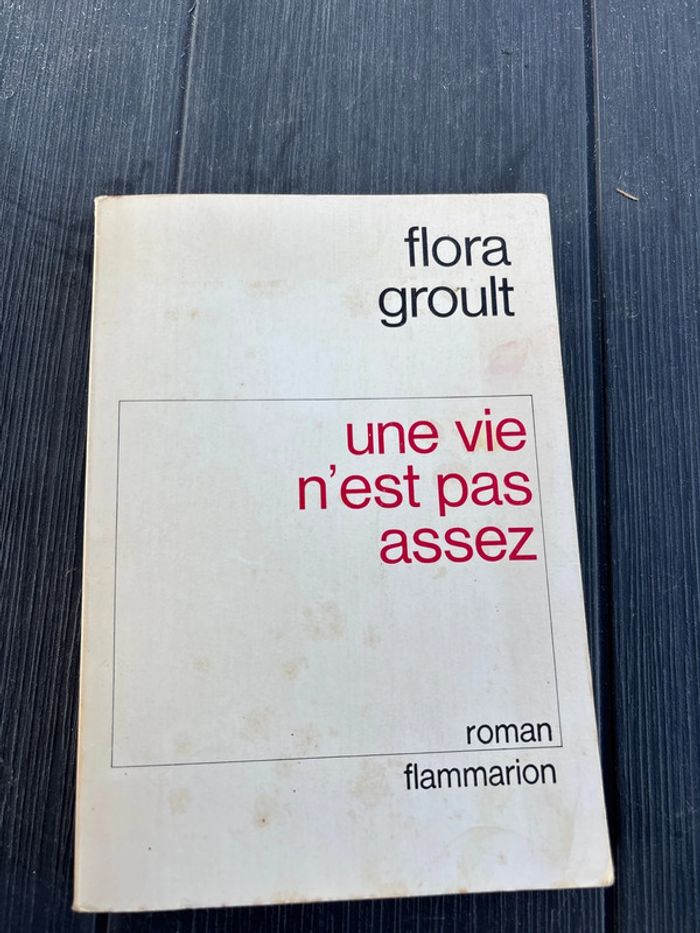 flora
groult
une vie
n'est pas
assez
roman
flammarion